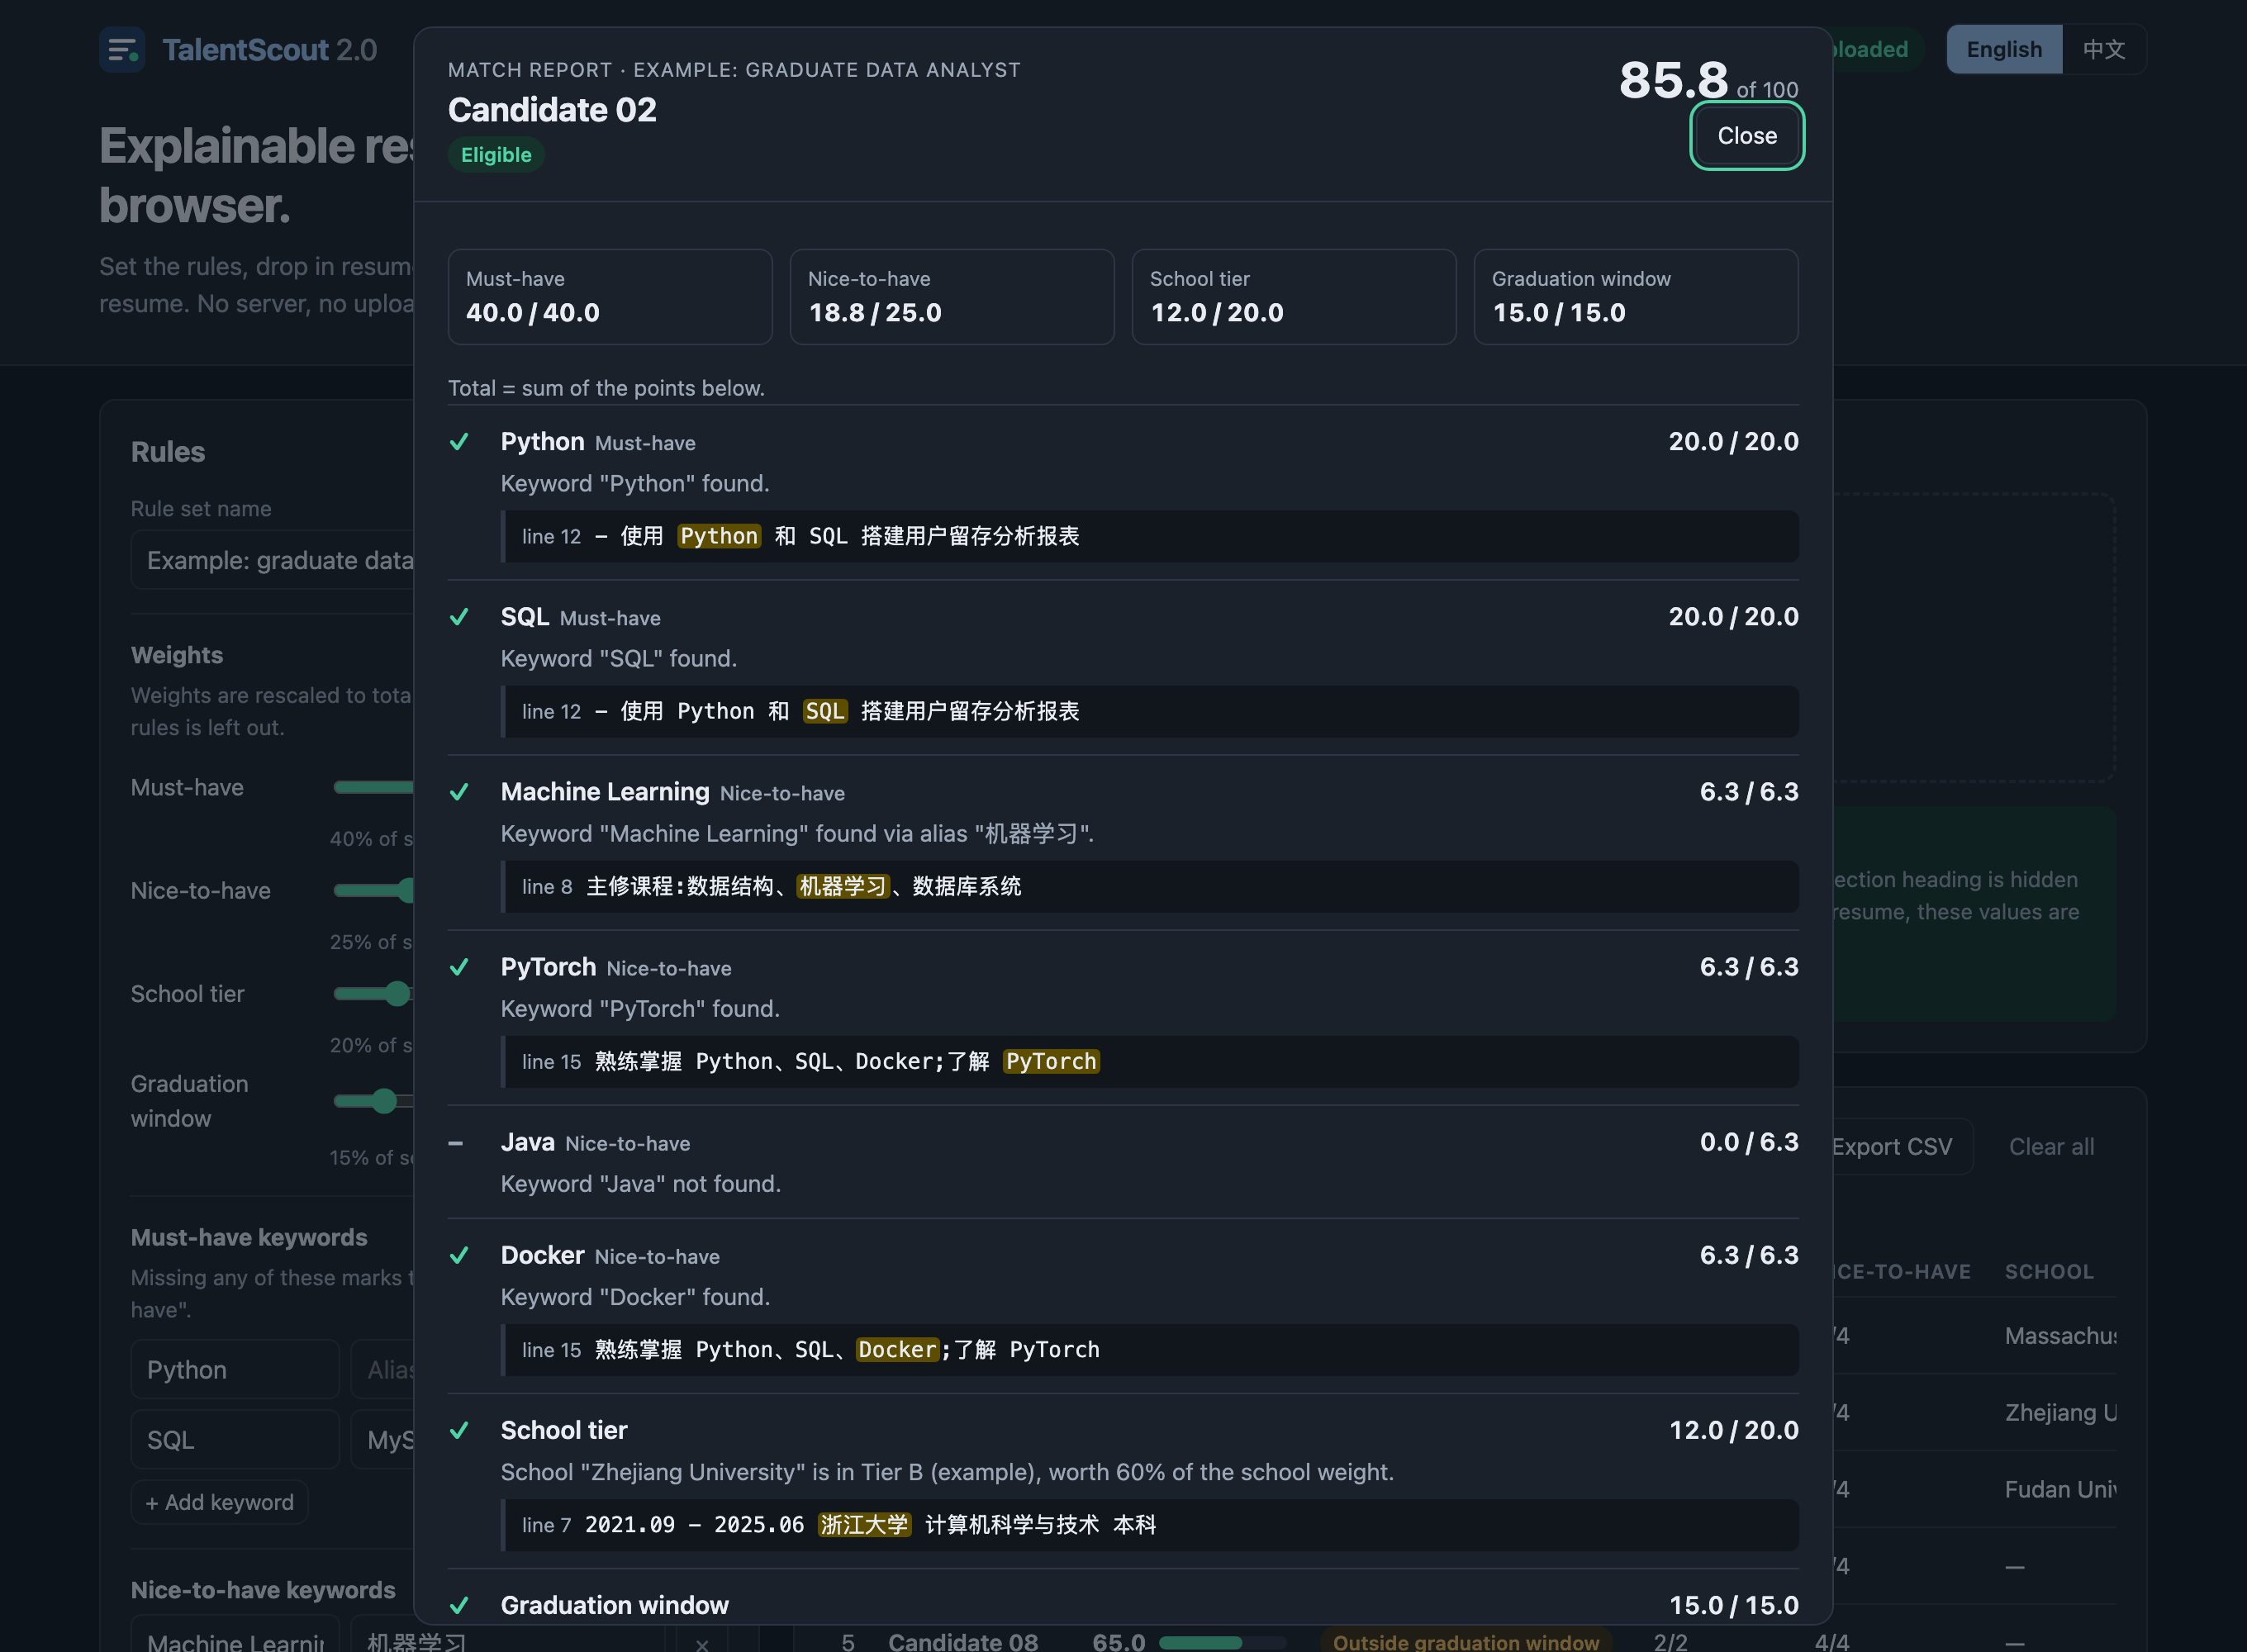 TalentScout 2.0
English
中文
Explainable
browser.
Set the rules, drop in
resume. No server, no
MATCH REPORT · EXAMPLE: GRADUATE DATA ANALYST
Candidate 02
Eligible
85.8 of 100
Close
Must-have
40.0 / 40.0
Nice-to-have
18.8 / 25.0
School tier
12.0 / 20.0
Graduation window
15.0 / 15.0
Total = sum of the points below.
Python Must-have 20.0 / 20.0
Keyword "Python" found.
line 12 – 使用 Python 和 SQL 搭建用户留存分析报表
SQL Must-have 20.0 / 20.0
Keyword "SQL" found.
line 12 – 使用 Python 和 SQL 搭建用户留存分析报表
Machine Learning Nice-to-have 6.3 / 6.3
Keyword "Machine Learning" found via alias "机器学习".
line 8 主修课程:数据结构、机器学习、数据库系统
PyTorch Nice-to-have 6.3 / 6.3
Keyword "PyTorch" found.
line 15 熟练掌握 Python、SQL、Docker;了解 PyTorch
– Java Nice-to-have 0.0 / 6.3
Keyword "Java" not found.
Docker Nice-to-have 6.3 / 6.3
Keyword "Docker" found.
line 15 熟练掌握 Python、SQL、Docker;了解 PyTorch
School tier 12.0 / 20.0
School "Zhejiang University" is in Tier B (example), worth 60% of the school weight.
line 7 2021.09 – 2025.06 浙江大学 计算机科学与技术 本科
Graduation window 15.0 / 15.0
Rules
Rule set name
Example: graduate data
Weights
Weights are rescaled to
rules is left out.
Must-have
40% of
Nice-to-have
25% of
School tier
20% of
Graduation
window
15% of
Must-have keywords
Missing any of these marks
have".
Python
SQL
+ Add keyword
Nice-to-have keywords
Machine
机器学习
×
heading is hidden
resume, these values are
Export CSV
Clear all
SCHOOL
/4 Massachus
/4 Zhejiang U
/4 Fudan Univ
/4 —
5 Candidate 08 65.0 Outside graduation window 2/2 4/4 —